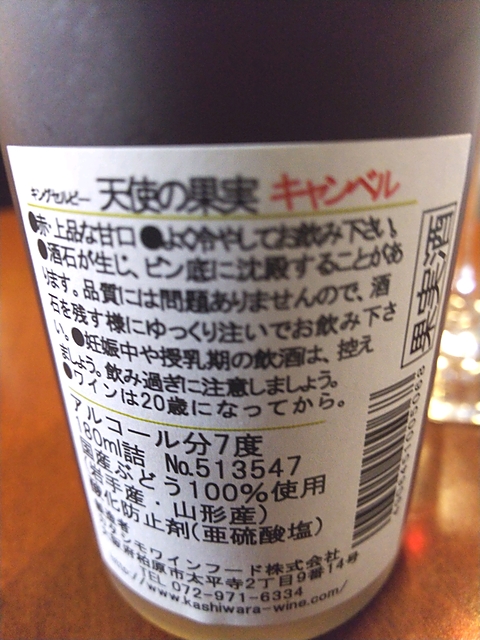 キングセルビー 天使の果実 キャンベル
●赤・上品な甘口 ●よく冷やしてお飲み下さい。
●酒石が生じ、ビン底に沈殿することがあ
ります。品質には問題ありませんので、酒
石を残す様にゆっくり注いでお飲み下さ
い。●妊娠中や授乳期の飲酒は、控え
ましょう。飲み過ぎに注意しましょう。
●ワインは20歳になってから。
果実酒
アルコール分7度
180ml詰 No.513547
国産ぶどう100%使用
(岩手産・山形産)
酸化防止剤(亜硫酸塩)
モワインフード株式会社
大阪府柏原市太平寺2丁目9番14号
TEL 072-971-6334
http://www.kashiwara-wine.com/